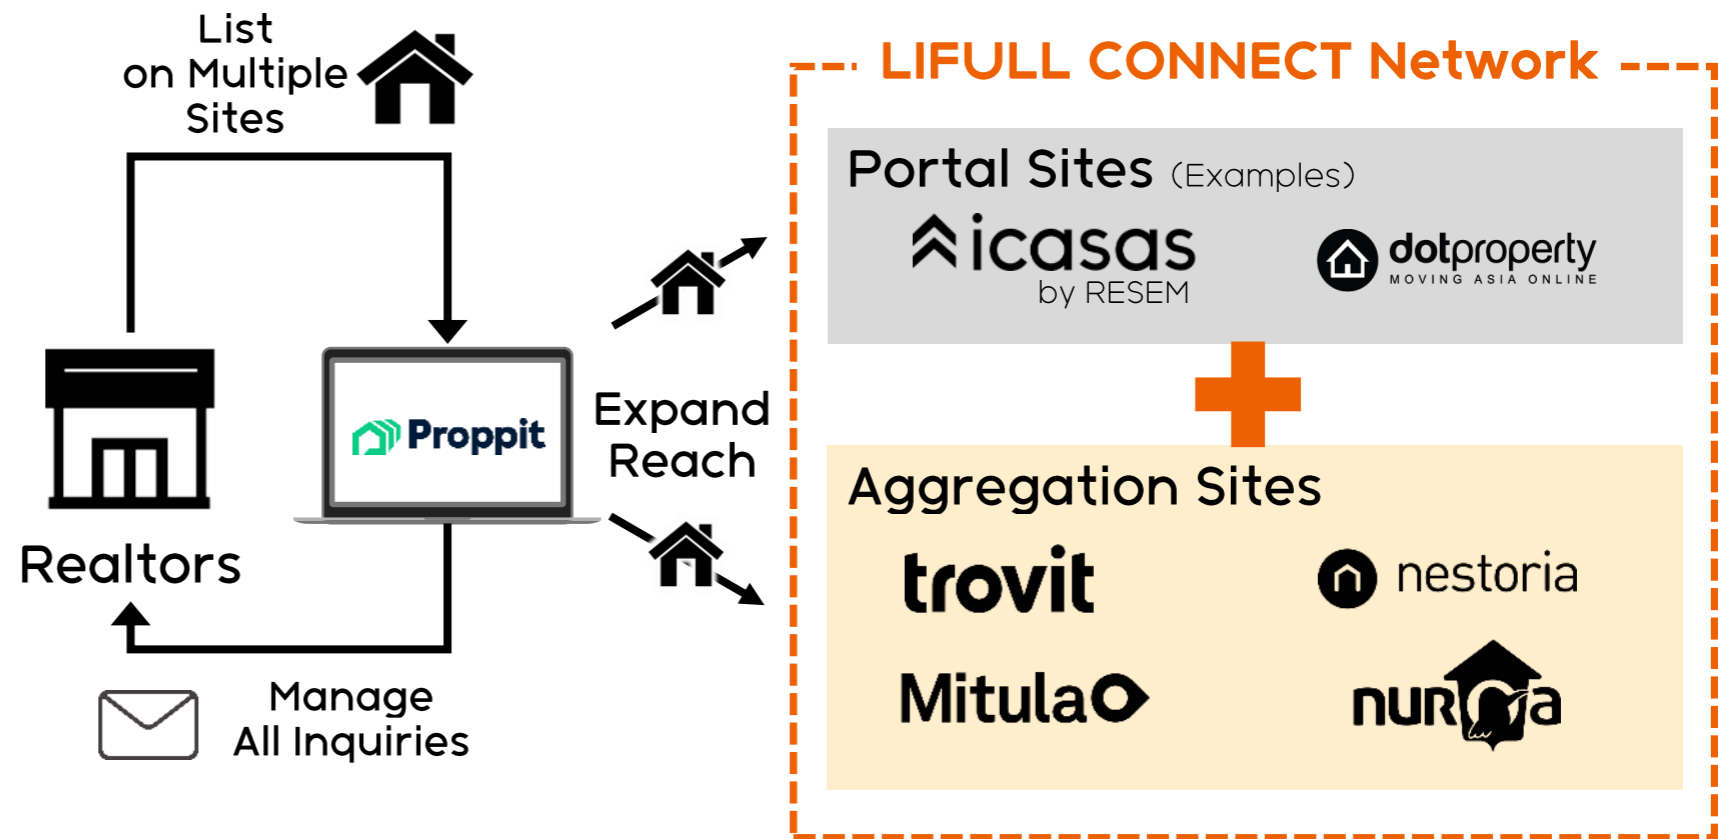 List
on Multiple
Sites
Realtors
Proppit
Manage
All Inquiries
Expand
Reach
LIFULL CONNECT Network
Portal Sites (Examples)
icasas
by RESEM
dotproperty
MOVING ASIA ONLINE
Aggregation Sites
trovit
nestoria
Mitula
nuroa